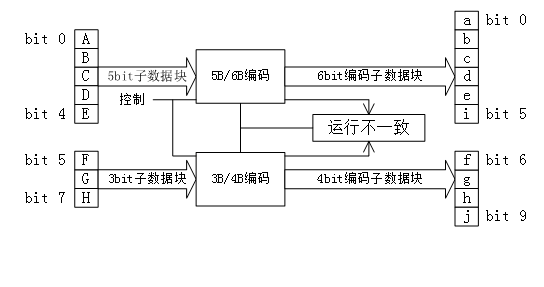 bit 0 A
B
C
D
bit 4 E
5bit子数据块
控制
5B/6B编码
6bit编码子数据块
a bit 0
b
c
d
e
i bit 5
运行不一致
bit 5 F
G
bit 7 H
3bit子数据块
3B/4B编码
4bit编码子数据块
f bit 6
g
h
j bit 9